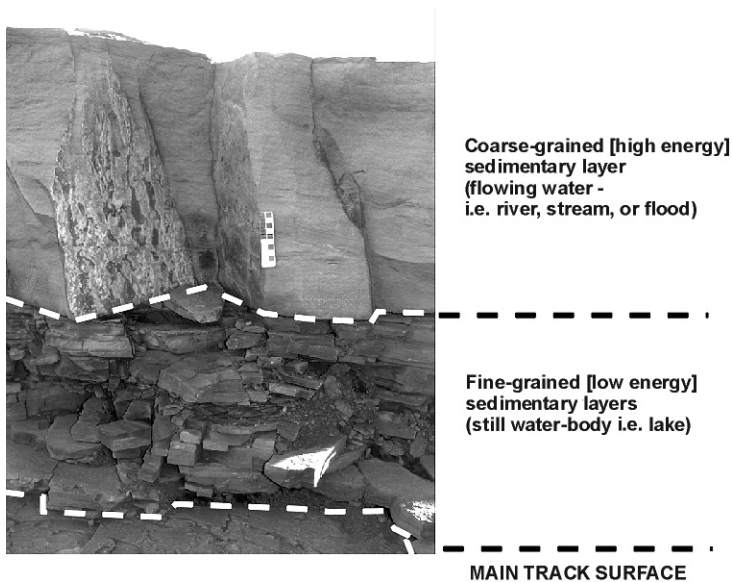 Coarse-grained [high energy]
sedimentary layer
(flowing water -
i.e. river, stream, or flood)
Fine-grained [low energy]
sedimentary layers
(still water-body i.e. lake)
MAIN TRACK SURFACE